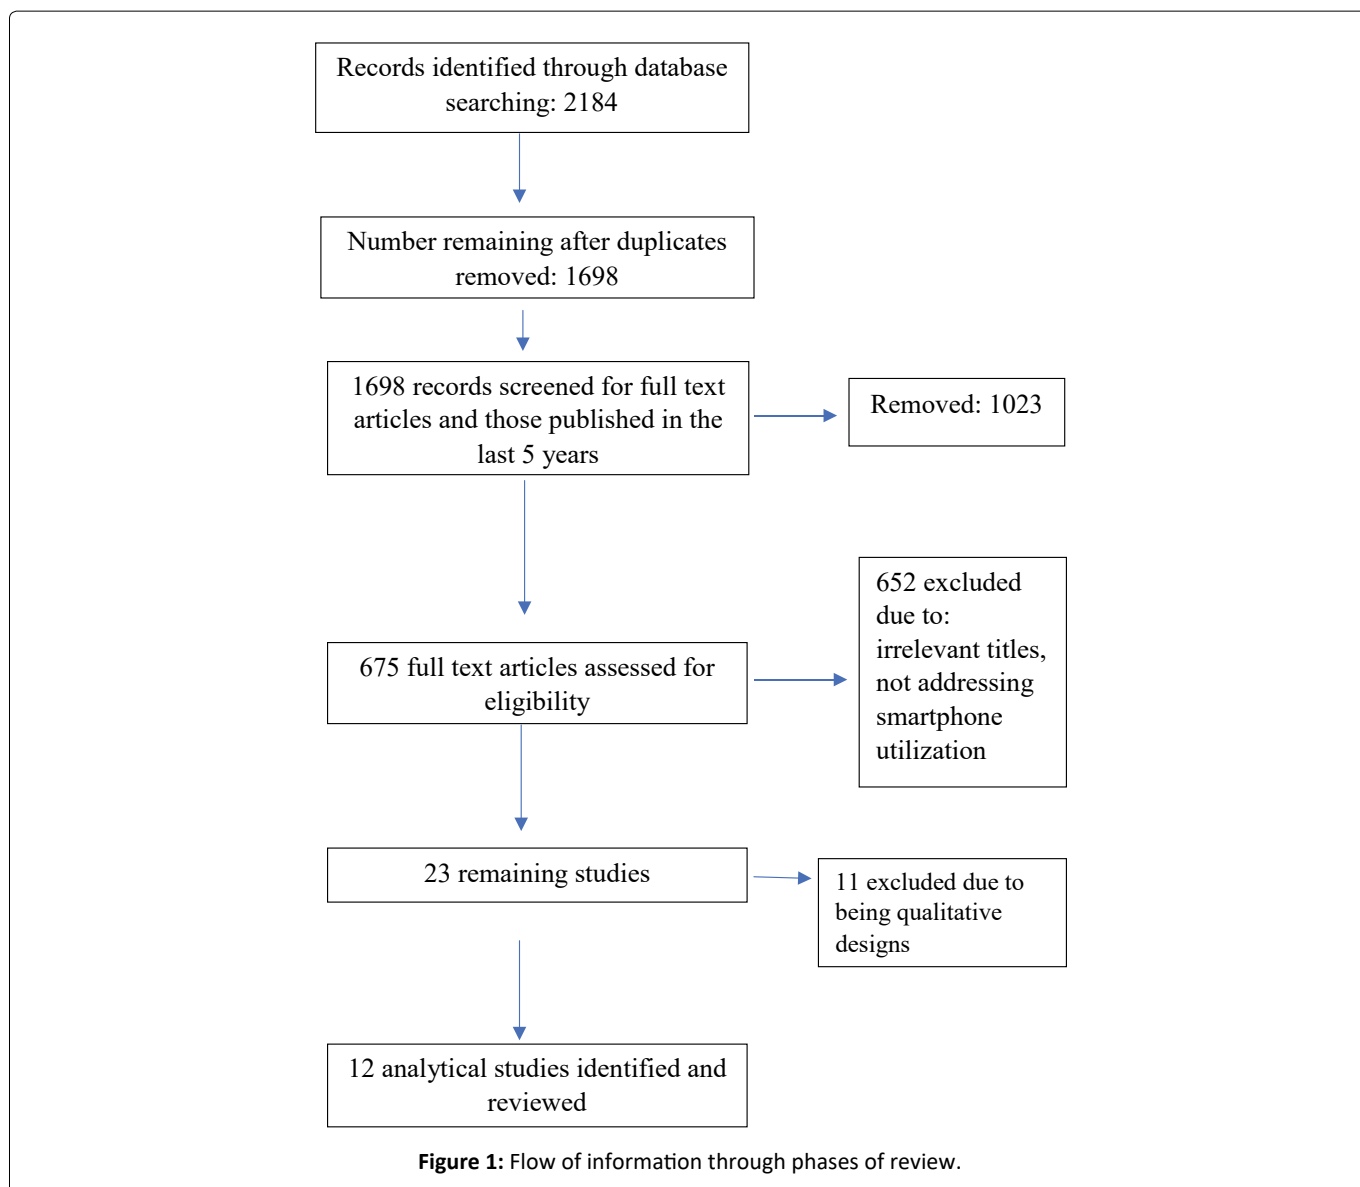 Records identified through database
searching: 2184
Number remaining after duplicates
removed: 1698
1698 records screened for full text
articles and those published in the
last 5 years
Removed: 1023
675 full text articles assessed for
eligibility
652 excluded
due to:
irrelevant titles,
not addressing
smartphone
utilization
23 remaining studies
11 excluded due to
being qualitative
designs
12 analytical studies identified and
reviewed
Figure 1: Flow of information through phases of review.